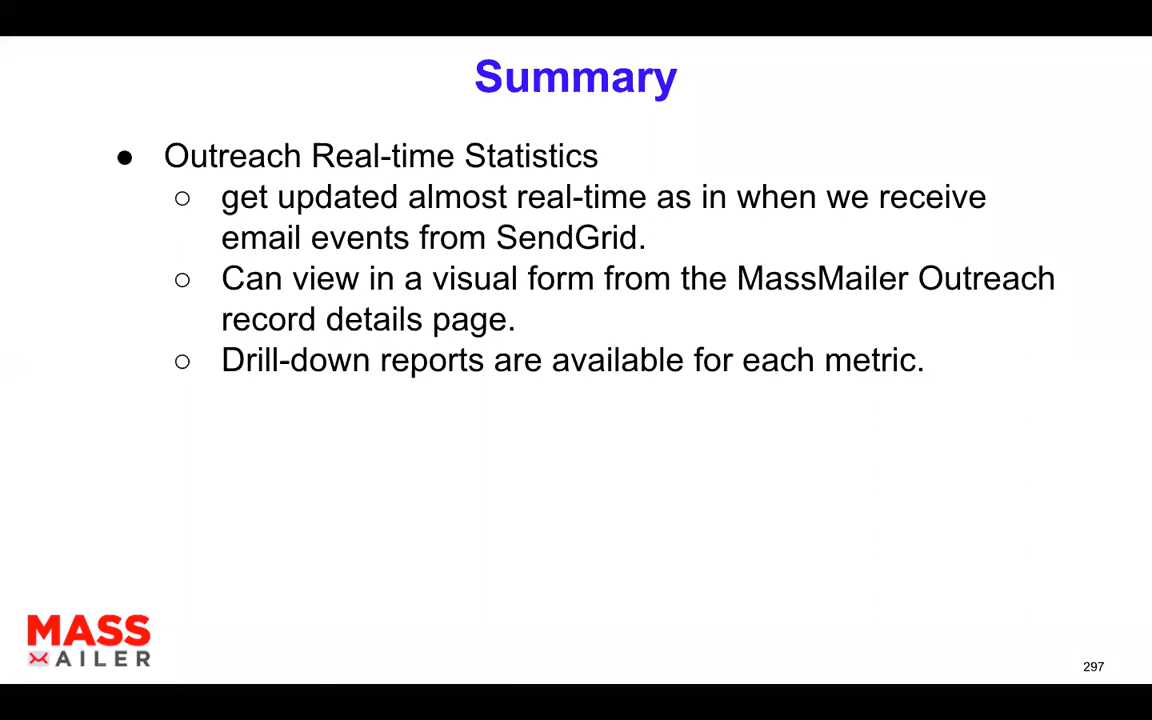 Summary
● Outreach Real-time Statistics
○ get updated almost real-time as in when we receive
email events from SendGrid.
○ Can view in a visual form from the MassMailer Outreach
record details page.
○ Drill-down reports are available for each metric.
MASS
AILER
297